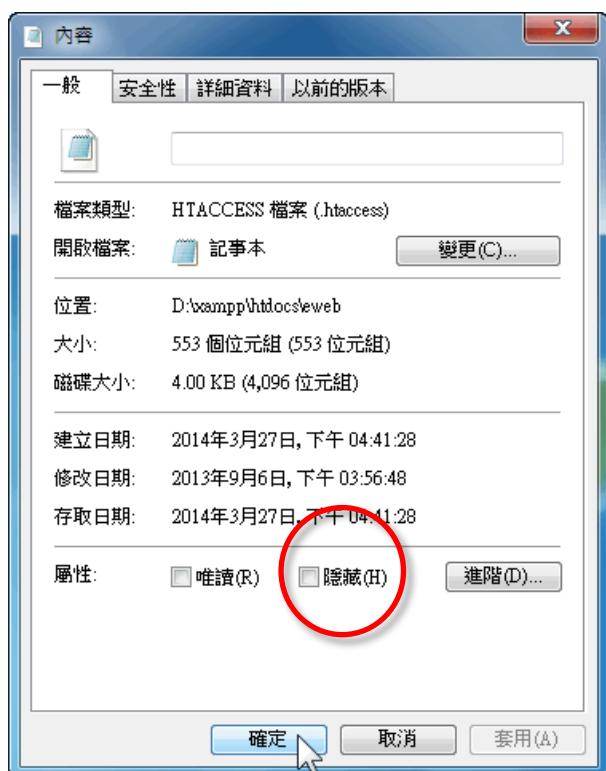 內容
一般 安全性 詳細資料 以前的版本
檔案類型: HTACCESS 檔案 (.htaccess)
開啟檔案: 記事本 變更(C)...
位置: D:\xampp\htdocs\eweb
大小: 553 個位元組 (553 位元組)
磁碟大小: 4.00 KB (4,096 位元組)
建立日期: 2014年3月27日, 下午 04:41:28
修改日期: 2013年9月6日, 下午 03:56:48
存取日期: 2014年3月27日, 下午 04:41:28
屬性: 唯讀(R) 隱藏(H) 進階(D)...
確定 取消 套用(A)